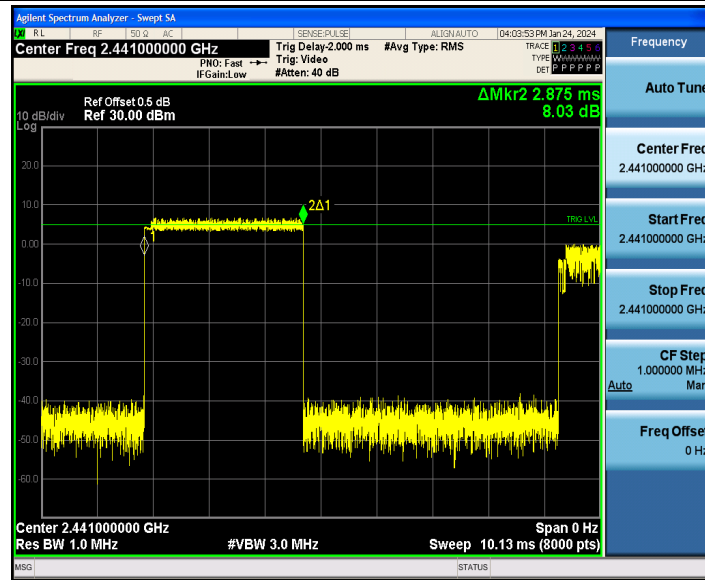 Agilent Spectrum Analyzer - Swept SA
LXI RL RF 50 Ω AC SENSE:PULSE ALIGN AUTO 04:03:53 PM Jan 24, 2024
Center Freq 2.441000000 GHz
PNO: Fast
IFGain:Low
Trig Delay-2.000 ms
Trig: Video
#Atten: 40 dB
#Avg Type: RMS
TRACE 1 2 3 4 5 6
TYPE W
DET P P P P P P
ΔMkr2 2.875 ms
8.03 dB
Ref Offset 0.5 dB
10 dB/div Ref 30.00 dBm
Log
20.0
10.0
0.00
-10.0
-20.0
-30.0
-40.0
-50.0
-60.0
2Δ1
1
TRIG LVL
Center 2.441000000 GHz Span 0 Hz
Res BW 1.0 MHz #VBW 3.0 MHz Sweep 10.13 ms (8000 pts)
MSG STATUS
Frequency
Auto Tune
Center Freq
2.441000000 GHz
Start Freq
2.441000000 GHz
Stop Freq
2.441000000 GHz
CF Step
1.000000 MHz
Auto Man
Freq Offset
0 Hz